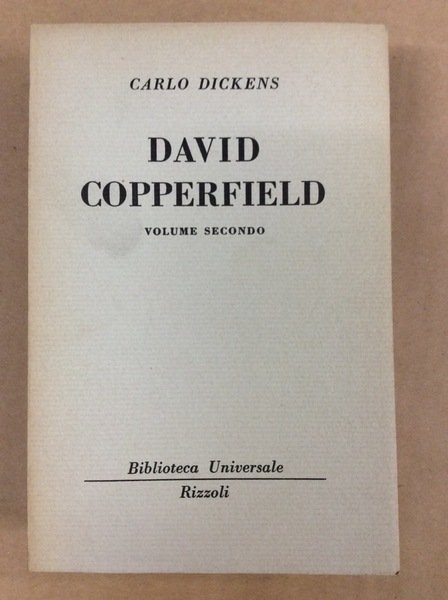 CARLO DICKENS
DAVID
COPPERFIELD
VOLUME SECONDO
Biblioteca Universale
Rizzoli